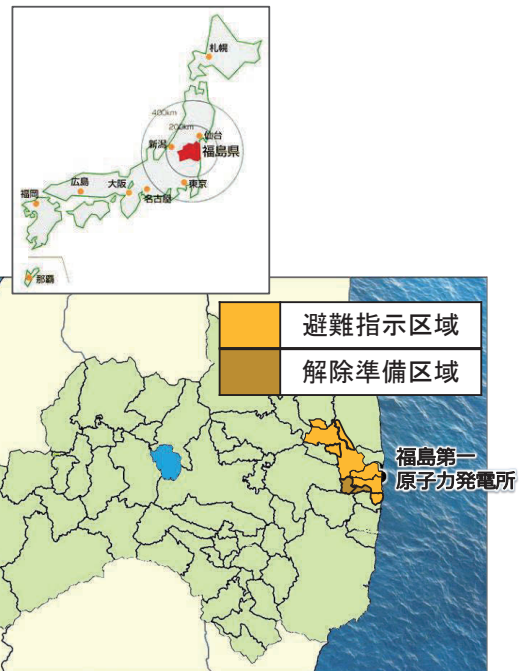 札幌
400km
200km
仙台
新潟
福島県
広島
大阪
東京
福岡
名古屋
那覇
避難指示区域
解除準備区域
福島第一
原子力発電所